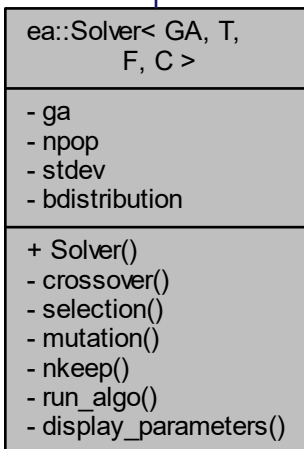 ea::Solver< GA, T,
F, C >
- ga
- npop
- stdev
- bdistribution
+ Solver()
- crossover()
- selection()
- mutation()
- nkeep()
- run_algo()
- display_parameters()